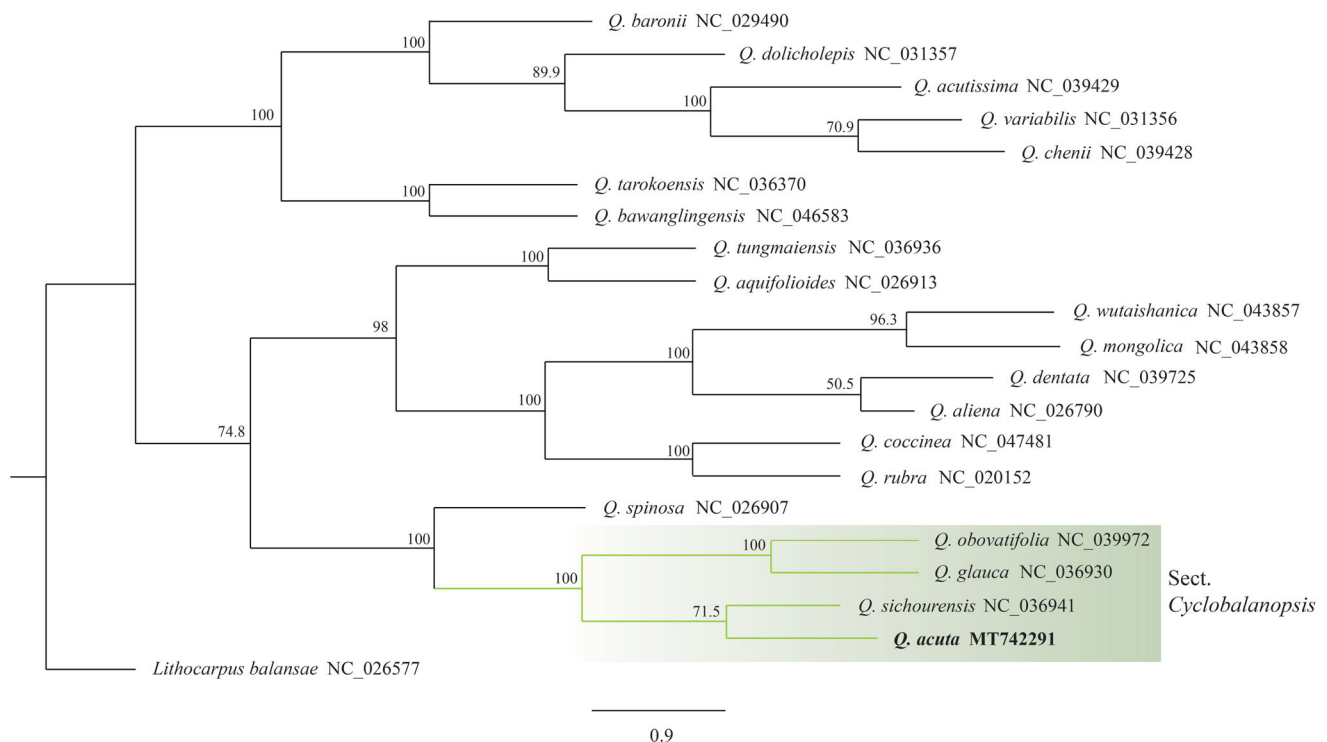 Q. baronii NC_029490
100
Q. dolicholepis NC_031357
89.9
Q. acutissima NC_039429
100
100
Q. variabilis NC_031356
70.9
Q. chenii NC_039428
Q. tarokoensis NC_036370
100
Q. bawanglingensis NC_046583
Q. tungmaiensis NC_036936
100
Q. aquifolioides NC_026913
Q. wutaishanica NC_043857
96.3
98
Q. mongolica NC_043858
100
Q. dentata NC_039725
50.5
100
Q. aliena NC_026790
74.8
Q. coccinea NC_047481
100
Q. rubra NC_020152
Q. spinosa NC_026907
100
Q. obovatifolia NC_039972
100
Q. glauca NC_036930
100
Sect.
Cyclobalanopsis
Q. sichourensis NC_036941
71.5
Q. acuta MT742291
Lithocarpus balansae NC_026577
0.9